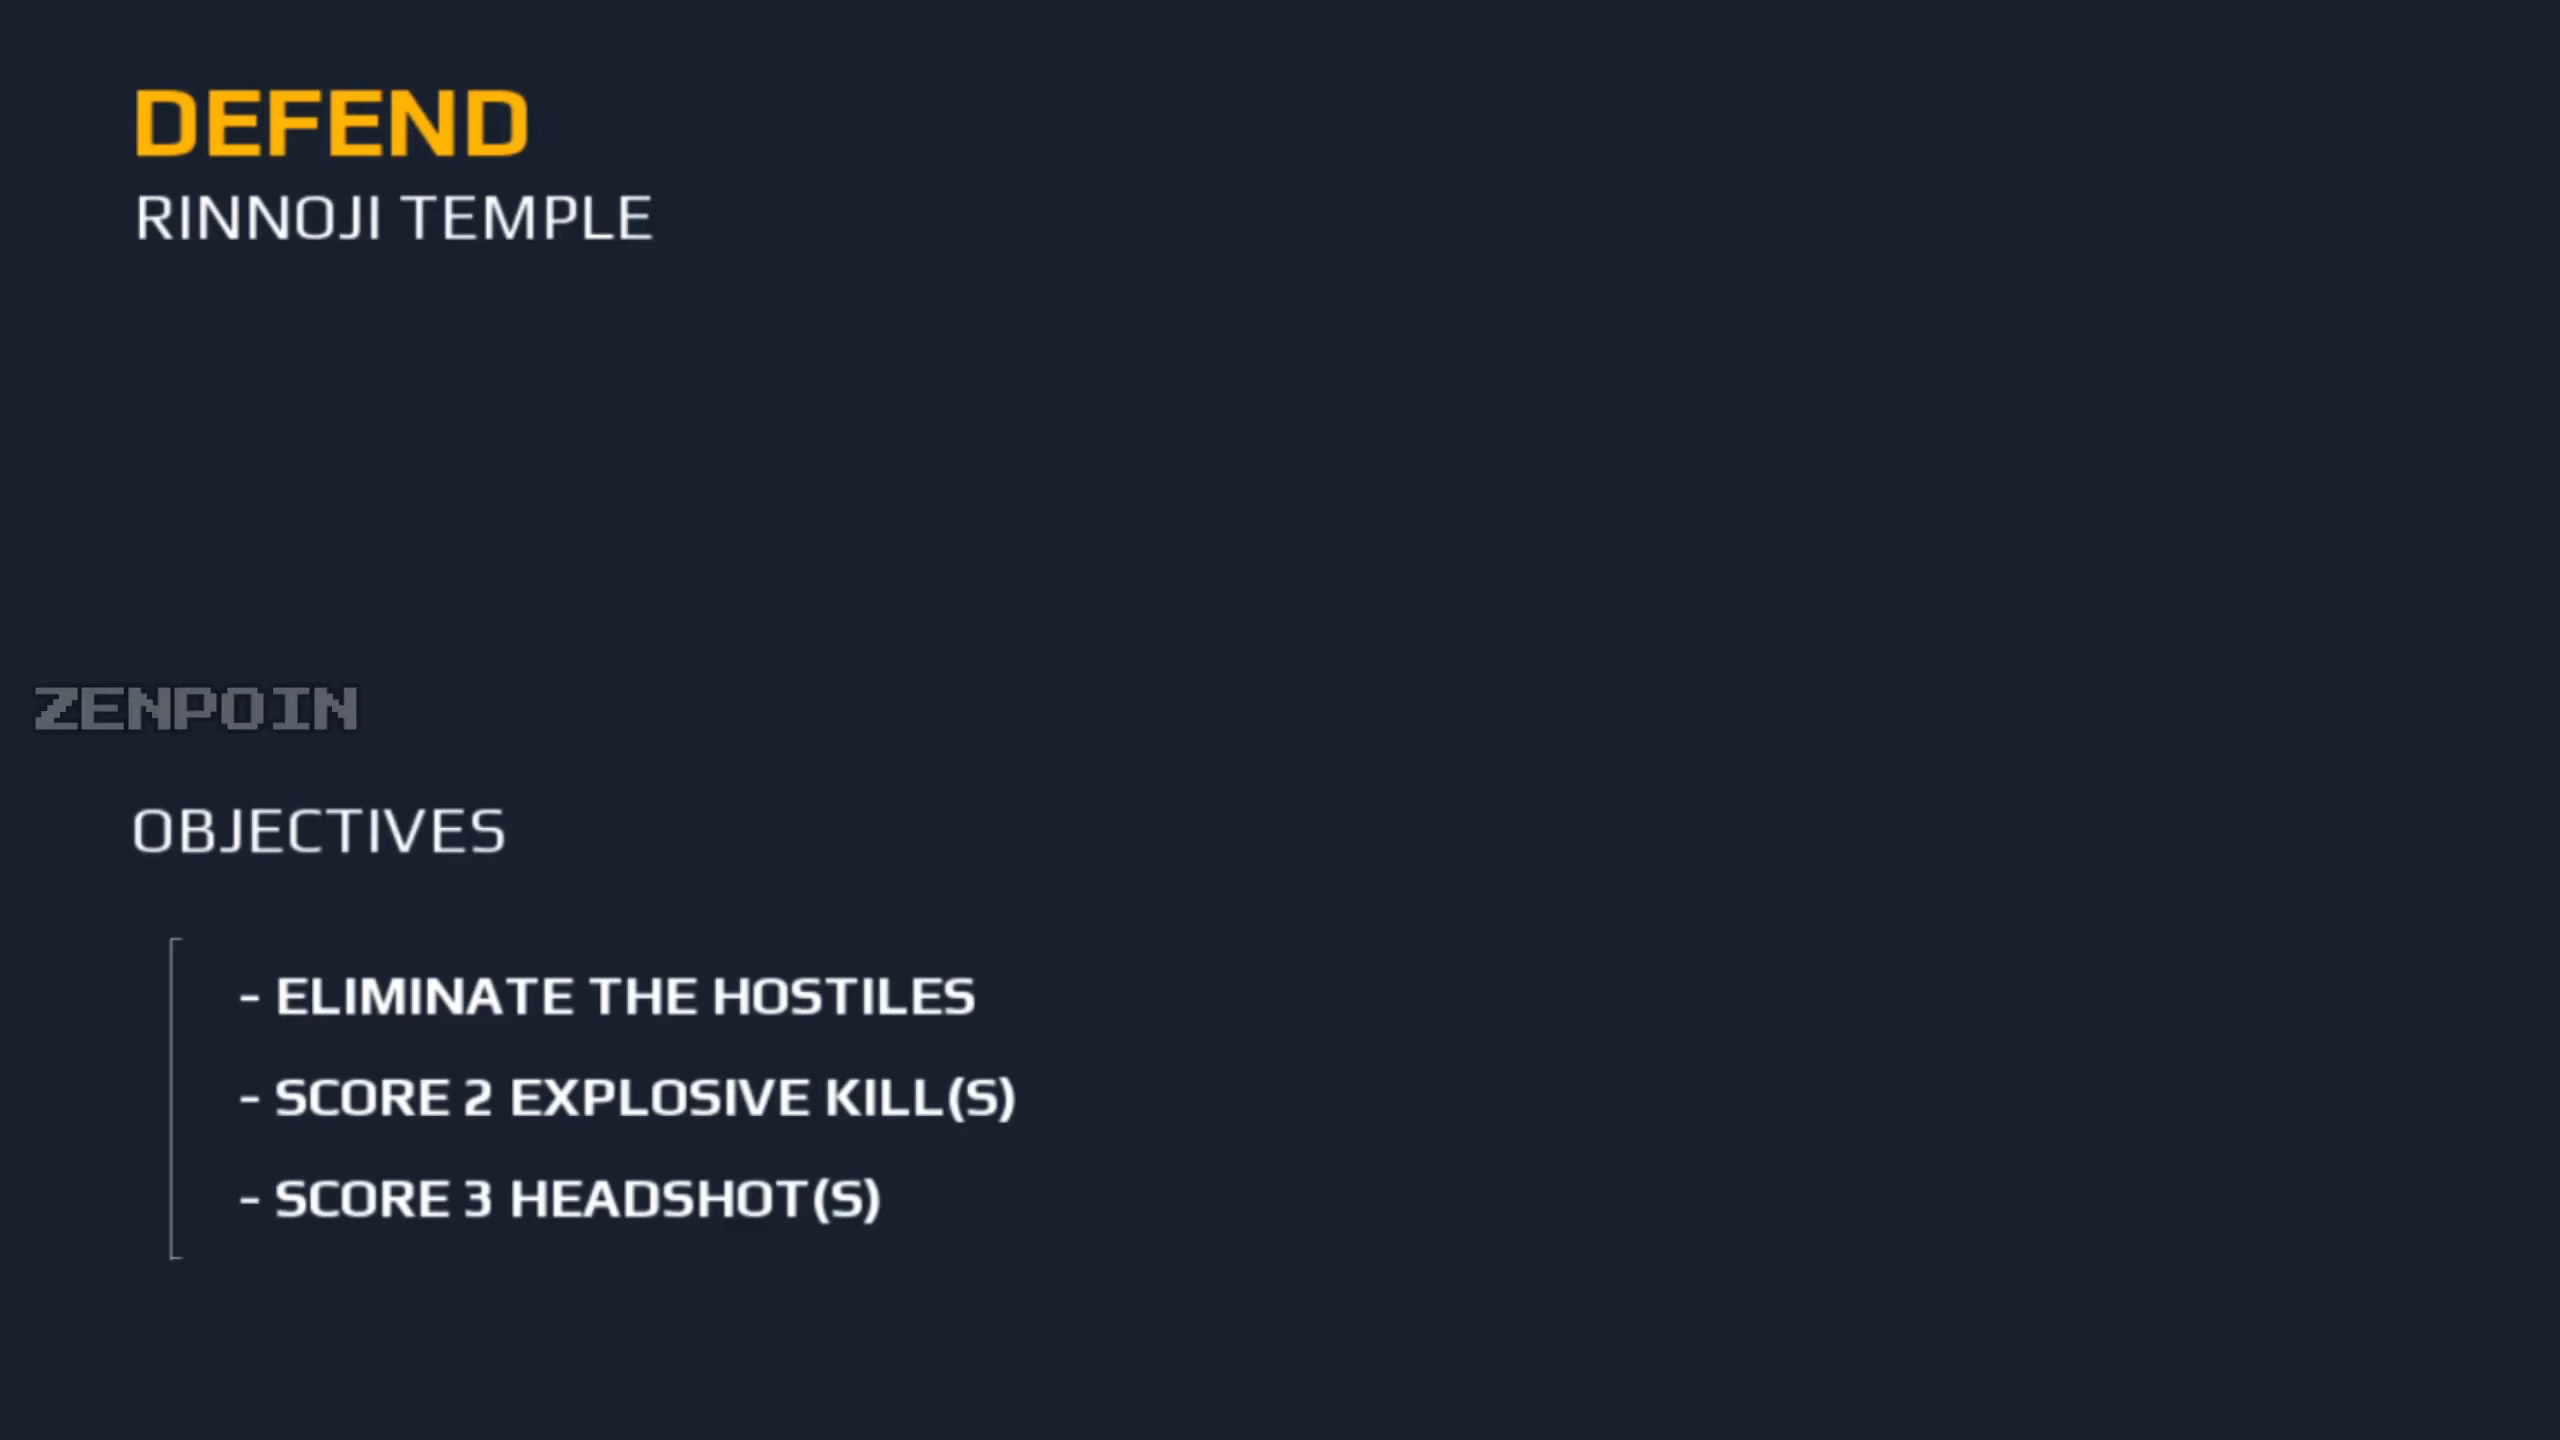 DEFEND
RINNOJI TEMPLE
ZENPOIN
OBJECTIVES
- ELIMINATE THE HOSTILES
- SCORE 2 EXPLOSIVE KILL(S)
- SCORE 3 HEADSHOT(S)